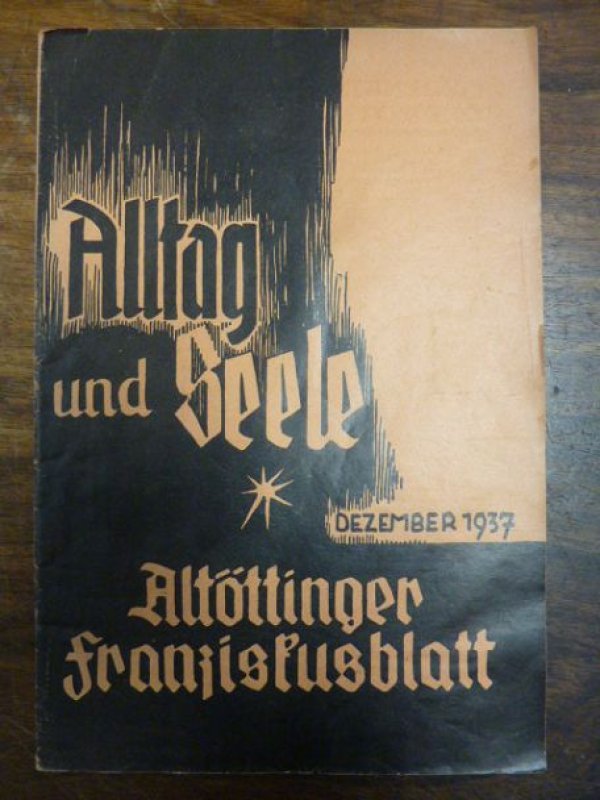 Alltag
und Seele
DEZEMBER 1937
Altöttinger
Franziskusblatt